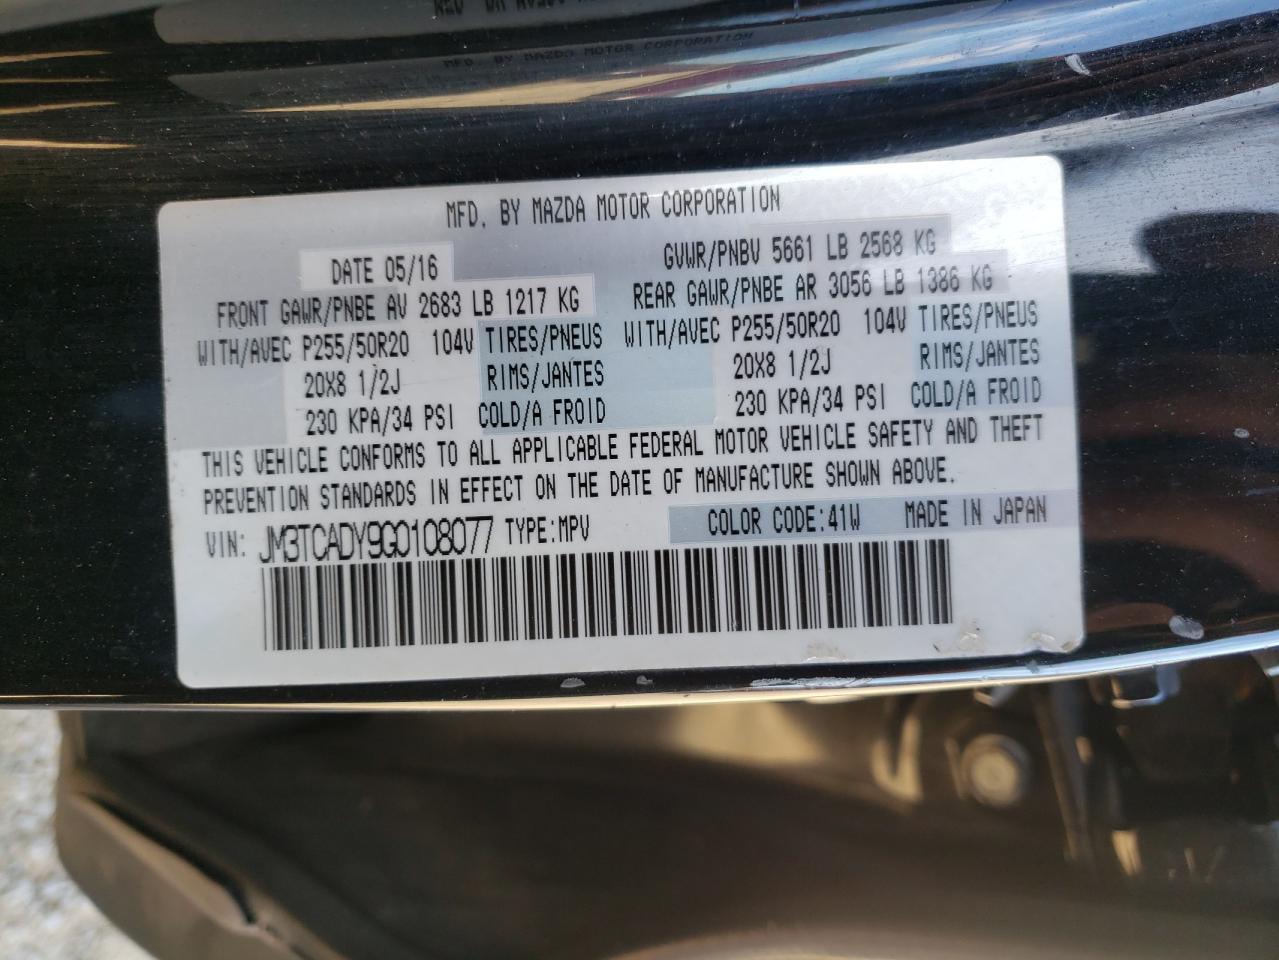 MFD. BY MAZDA MOTOR CORPORATION
MFD. BY MAZDA MOTOR CORPORATION
DATE 05/16 GVWR/PNBV 5661 LB 2568 KG
FRONT GAWR/PNBE AV 2683 LB 1217 KG REAR GAWR/PNBE AR 3056 LB 1386 KG
WITH/AVEC P255/50R20 104V TIRES/PNEUS WITH/AVEC P255/50R20 104V TIRES/PNEUS
20X8 1/2J RIMS/JANTES 20X8 1/2J RIMS/JANTES
230 KPA/34 PSI COLD/A FROID 230 KPA/34 PSI COLD/A FROID
THIS VEHICLE CONFORMS TO ALL APPLICABLE FEDERAL MOTOR VEHICLE SAFETY AND THEFT
PREVENTION STANDARDS IN EFFECT ON THE DATE OF MANUFACTURE SHOWN ABOVE.
VIN: JM3TCADY9G0108077 TYPE:MPV COLOR CODE:41W MADE IN JAPAN